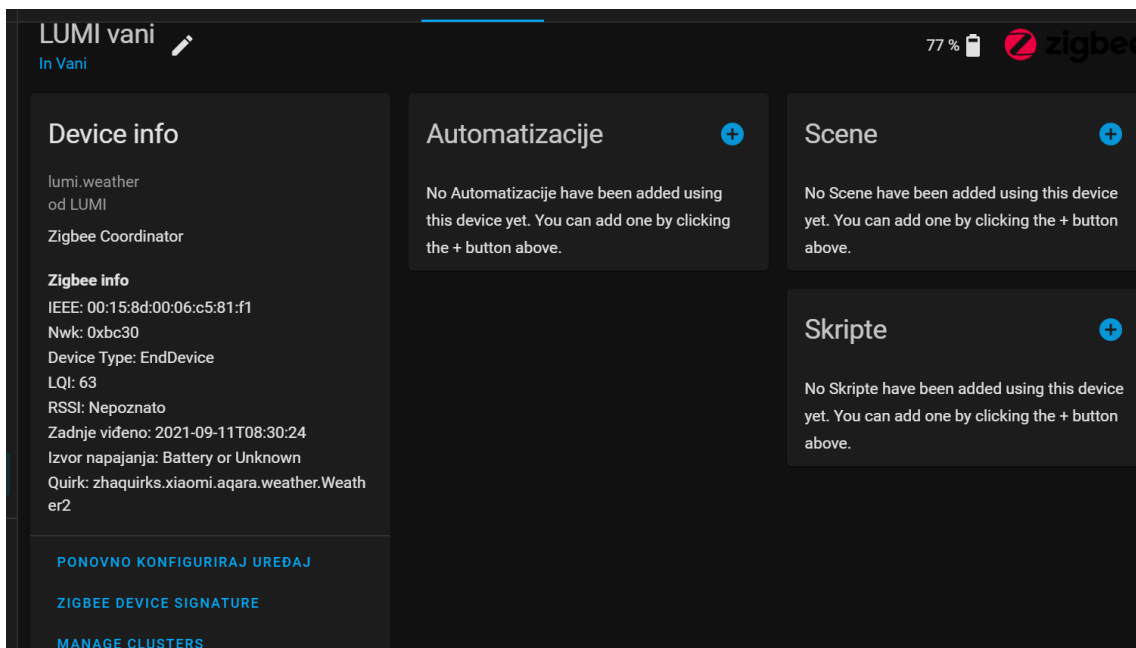 LUMI vani
In Vani
77 %
zigbee
Device info
lumi.weather
od LUMI
Zigbee Coordinator
Zigbee info
IEEE: 00:15:8d:00:06:c5:81:f1
Nwk: 0xbc30
Device Type: EndDevice
LQI: 63
RSSI: Nepoznato
Zadnje viđeno: 2021-09-11T08:30:24
Izvor napajanja: Battery or Unknown
Quirk: zhaquirks.xiaomi.aqara.weather.Weath
er2
PONOVNO KONFIGURIRAJ UREĐAJ
ZIGBEE DEVICE SIGNATURE
MANAGE CLUSTERS
Automatizacije
No Automatizacije have been added using
this device yet. You can add one by clicking
the + button above.
Scene
No Scene have been added using this device
yet. You can add one by clicking the + button
above.
Skripte
No Skripte have been added using this device
yet. You can add one by clicking the + button
above.